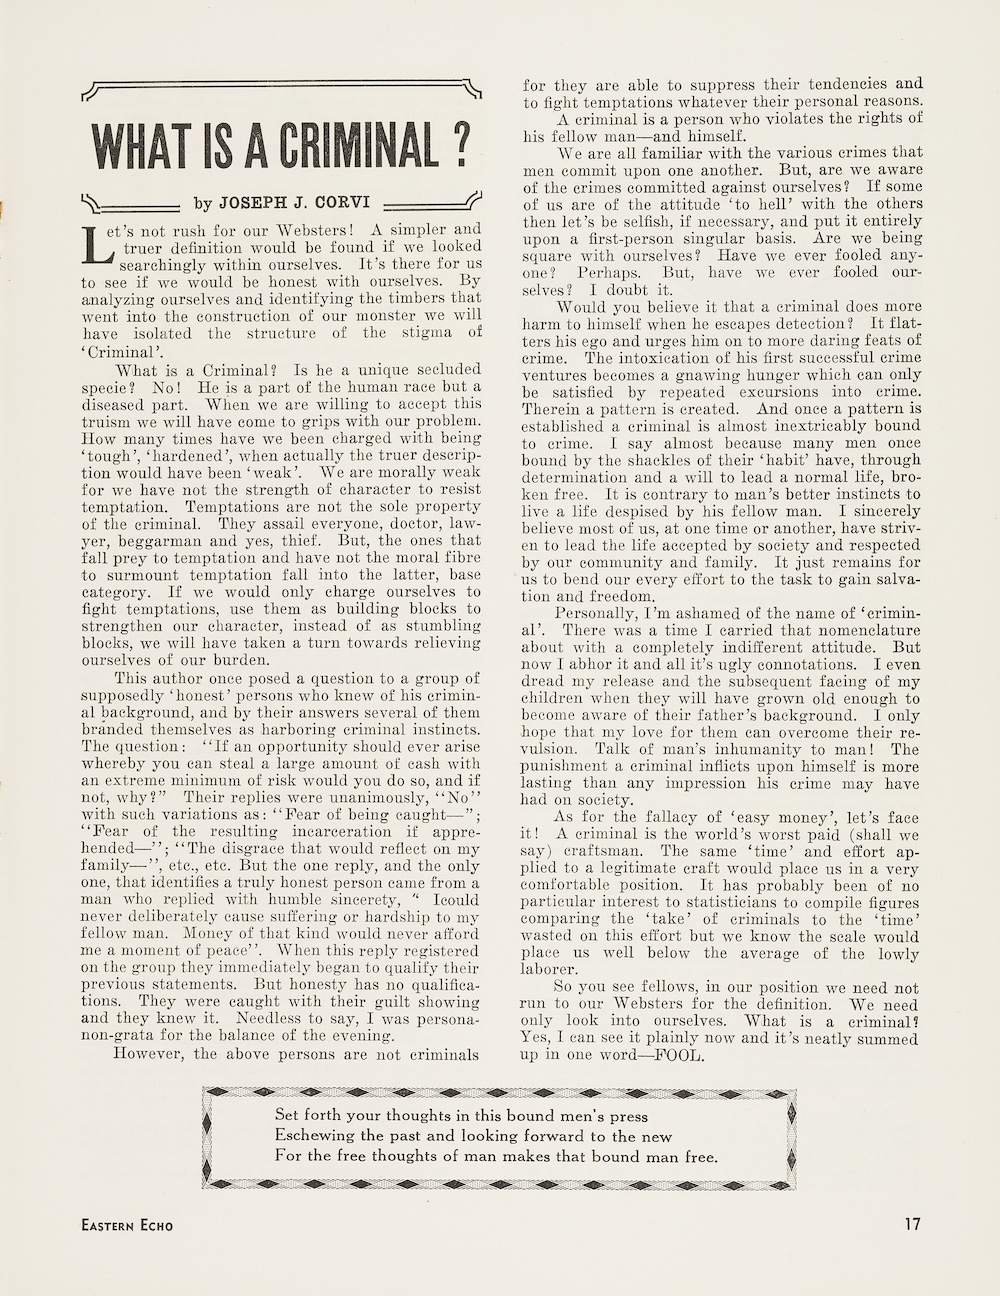 WHAT IS A CRIMINAL ?
by JOSEPH J. CORVI
Let's not rush for our Websters! A simpler and
truer definition would be found if we looked
searchingly within ourselves. It's there for us
to see if we would be honest with ourselves. By
analyzing ourselves and identifying the timbers that
went into the construction of our monster we will
have isolated the structure of the stigma of
'Criminal'.
What is a Criminal? Is he a unique secluded
specie? No! He is a part of the human race but a
diseased part. When we are willing to accept this
truism we will have come to grips with our problem.
How many times have we been charged with being
'tough', 'hardened', when actually the truer descrip-
tion would have been 'weak'. We are morally weak
for we have not the strength of character to resist
temptation. Temptations are not the sole property
of the criminal. They assail everyone, doctor, law-
yer, beggarman and yes, thief. But, the ones that
fall prey to temptation and have not the moral fibre
to surmount temptation fall into the latter, base
category. If we would only charge ourselves to
fight temptations, use them as building blocks to
strengthen our character, instead of as stumbling
blocks, we will have taken a turn towards relieving
ourselves of our burden.
This author once posed a question to a group of
supposedly 'honest' persons who knew of his crimin-
al background, and by their answers several of them
branded themselves as harboring criminal instincts.
The question: "If an opportunity should ever arise
whereby you can steal a large amount of cash with
an extreme minimum of risk would you do so, and if
not, why?" Their replies were unanimously, "No"
with such variations as: "Fear of being caught—";
"Fear of the resulting incarceration if appre-
hended—"; "The disgrace that would reflect on my
family—", etc., etc. But the one reply, and the only
one, that identifies a truly honest person came from a
man who replied with humble sincerety, " Icould
never deliberately cause suffering or hardship to my
fellow man. Money of that kind would never afford
me a moment of peace". When this reply registered
on the group they immediately began to qualify their
previous statements. But honesty has no qualifica-
tions. They were caught with their guilt showing
and they knew it. Needless to say, I was persona-
non-grata for the balance of the evening.
However, the above persons are not criminals
for they are able to suppress their tendencies and
to fight temptations whatever their personal reasons.
A criminal is a person who violates the rights of
his fellow man—and himself.
We are all familiar with the various crimes that
men commit upon one another. But, are we aware
of the crimes committed against ourselves? If some
of us are of the attitude 'to hell' with the others
then let's be selfish, if necessary, and put it entirely
upon a first-person singular basis. Are we being
square with ourselves? Have we ever fooled any-
one? Perhaps. But, have we ever fooled our-
selves? I doubt it.
Would you believe it that a criminal does more
harm to himself when he escapes detection? It flat-
ters his ego and urges him on to more daring feats of
crime. The intoxication of his first successful crime
ventures becomes a gnawing hunger which can only
be satisfied by repeated excursions into crime.
Therein a pattern is created. And once a pattern is
established a criminal is almost inextricably bound
to crime. I say almost because many men once
bound by the shackles of their 'habit' have, through
determination and a will to lead a normal life, bro-
ken free. It is contrary to man's better instincts to
live a life despised by his fellow man. I sincerely
believe most of us, at one time or another, have striv-
en to lead the life accepted by society and respected
by our community and family. It just remains for
us to bend our every effort to the task to gain salva-
tion and freedom.
Personally, I'm ashamed of the name of 'crimin-
al'. There was a time I carried that nomenclature
about with a completely indifferent attitude. But
now I abhor it and all it's ugly connotations. I even
dread my release and the subsequent facing of my
children when they will have grown old enough to
become aware of their father's background. I only
hope that my love for them can overcome their re-
vulsion. Talk of man's inhumanity to man! The
punishment a criminal inflicts upon himself is more
lasting than any impression his crime may have
had on society.
As for the fallacy of 'easy money', let's face
it! A criminal is the world's worst paid (shall we
say) craftsman. The same 'time' and effort ap-
plied to a legitimate craft would place us in a very
comfortable position. It has probably been of no
particular interest to statisticians to compile figures
comparing the 'take' of criminals to the 'time'
wasted on this effort but we know the scale would
place us well below the average of the lowly
laborer.
So you see fellows, in our position we need not
run to our Websters for the definition. We need
only look into ourselves. What is a criminal?
Yes, I can see it plainly now and it's neatly summed
up in one word—FOOL.
Set forth your thoughts in this bound men's press
Eschewing the past and looking forward to the new
For the free thoughts of man makes that bound man free.
EASTERN ECHO
17